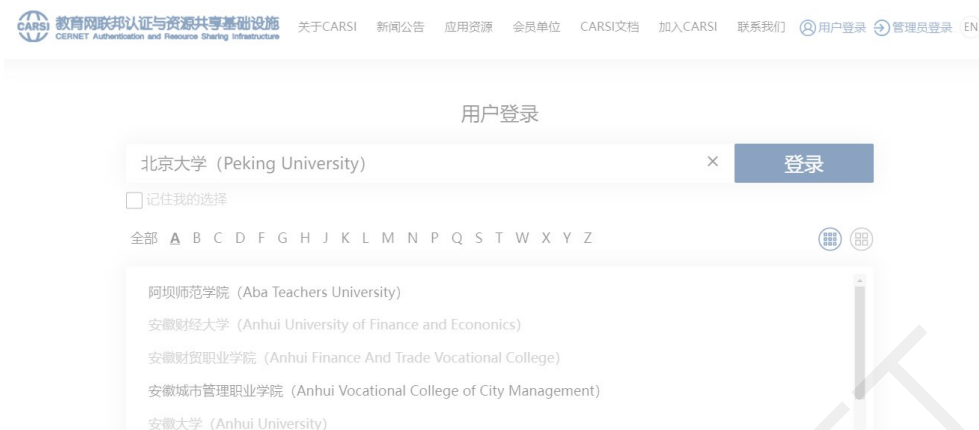 CARSI 教育网联邦认证与资源共享基础设施 关于CARSI 新闻公告 应用资源 会员单位 CARSI文档 加入CARSI 联系我们 用户登录 管理员登录 EN
CERNET Authentication and Resource Sharing Infrastructure
用户登录
北京大学（Peking University） × 登录
记住我的选择
全部 A B C D F G H J K L M N P Q S T W X Y Z
阿坝师范学院（Aba Teachers University）
安徽财经大学（Anhui University of Finance and Econonics）
安徽财贸职业学院（Anhui Finance And Trade Vocational College）
安徽城市管理职业学院（Anhui Vocational College of City Management）
安徽大学（Anhui University）